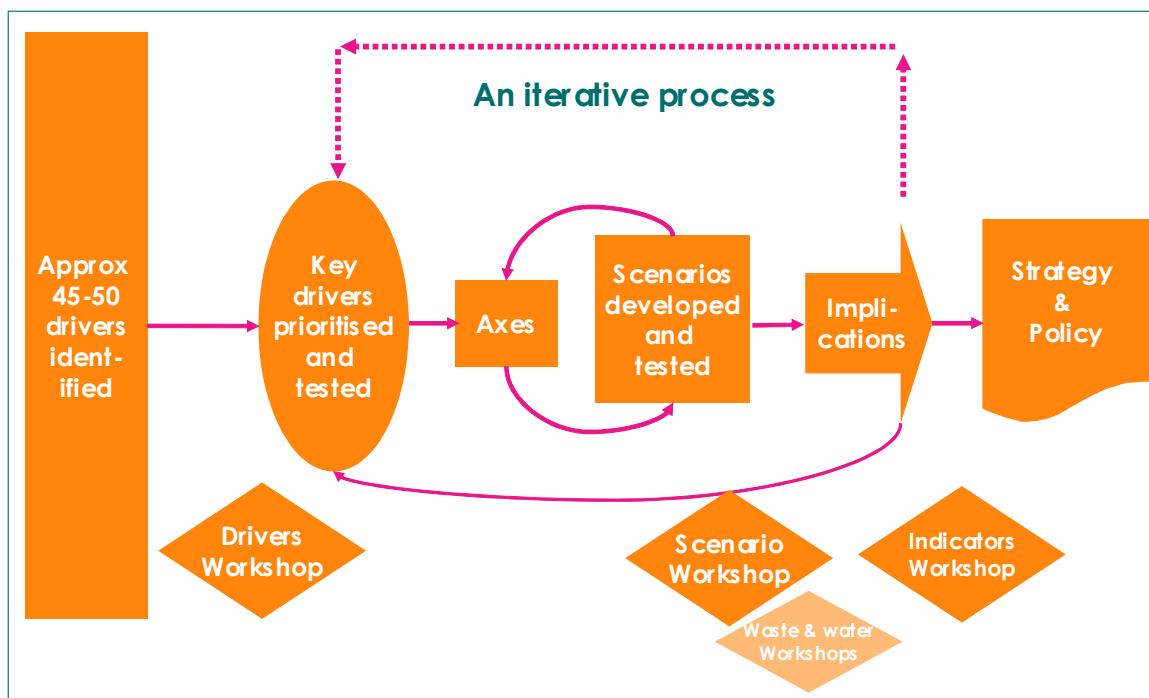 An iterative process
Approx
45-50
drivers
ident-
ified
Key
drivers
prioritised
and
tested
Axes
Scenarios
developed
and
tested
Impli-
cations
Strategy
&
Policy
Drivers
Workshop
Scenario
Workshop
Indicators
Workshop
Waste & water
Workshops